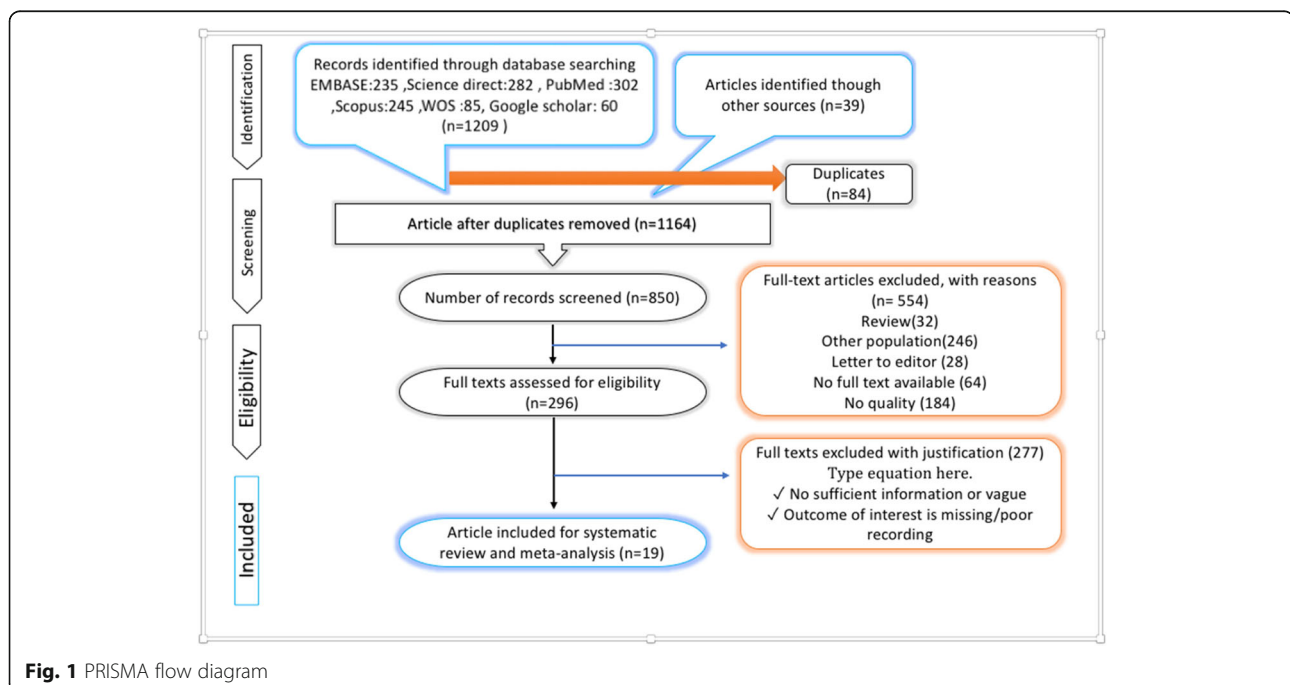 Identification
Records identified through database searching
EMBASE:235 ,Science direct:282 , PubMed :302
,Scopus:245 ,WOS :85, Google scholar: 60
(n=1209 )
Articles identified though
other sources (n=39)
Duplicates
(n=84)
Screening
Article after duplicates removed (n=1164)
Number of records screened (n=850)
Full-text articles excluded, with reasons
(n= 554)
Review(32)
Other population(246)
Letter to editor (28)
No full text available (64)
No quality (184)
Eligibility
Full texts assessed for eligibility
(n=296)
Full texts excluded with justification (277)
Type equation here.
✓ No sufficient information or vague
✓ Outcome of interest is missing/poor
recording
Included
Article included for systematic
review and meta-analysis (n=19)
Fig. 1 PRISMA flow diagram